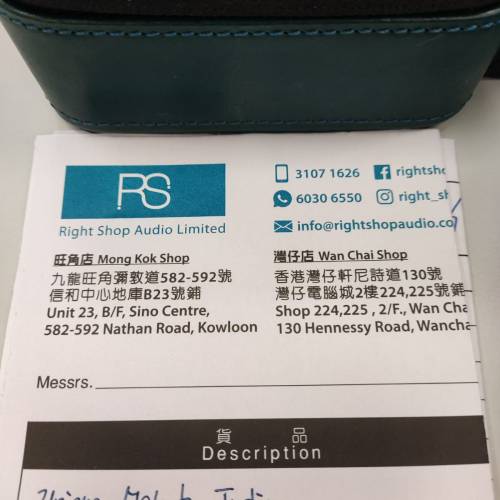 RS
Right Shop Audio Limited
3107 1626
6030 6550
info@rightshopaudio.co
旺角店 Mong Kok Shop
九龍旺角彌敦道582-592號
信和中心地庫B23號鋪
Unit 23, B/F, Sino Centre,
582-592 Nathan Road, Kowloon
灣仔店 Wan Chai Shop
香港灣仔軒尼詩道130號
灣仔電腦城2樓224,225號鋪
Shop 224,225 , 2/F., Wan Cha
130 Hennessy Road, Wancha
Messrs.
貨 品
Description